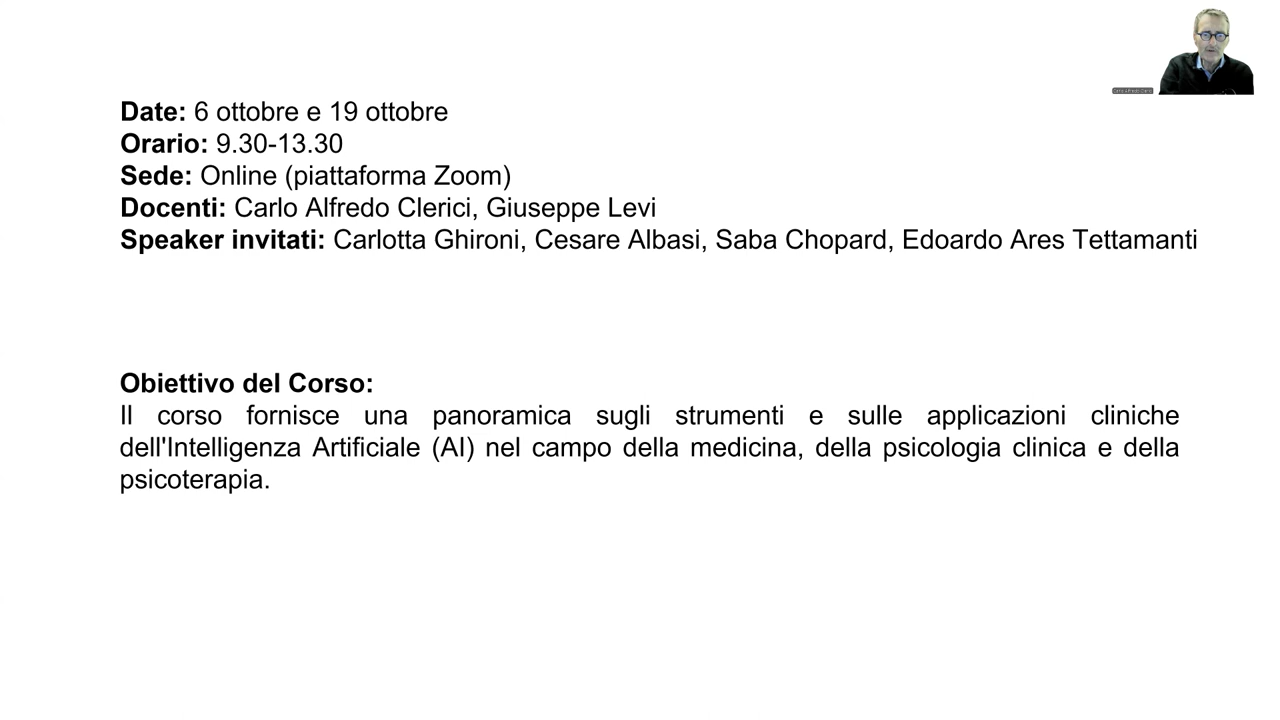 Date: 6 ottobre e 19 ottobre
Orario: 9.30-13.30
Sede: Online (piattaforma Zoom)
Docenti: Carlo Alfredo Clerici, Giuseppe Levi
Speaker invitati: Carlotta Ghironi, Cesare Albasi, Saba Chopard, Edoardo Ares Tettamanti
Obiettivo del Corso:
Il corso fornisce una panoramica sugli strumenti e sulle applicazioni cliniche
dell'Intelligenza Artificiale (AI) nel campo della medicina, della psicologia clinica e della
psicoterapia.